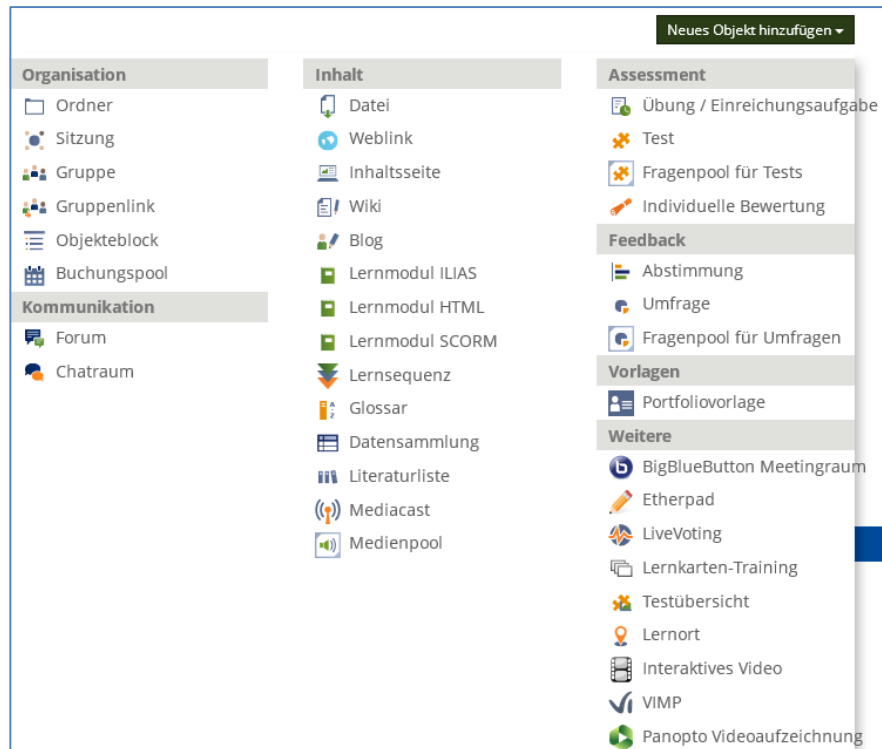 Neues Objekt hinzufügen
Organisation
Ordner
Sitzung
Gruppe
Gruppenlink
Objekteblock
Buchungspool
Kommunikation
Forum
Chatraum
Inhalt
Datei
Weblink
Inhaltsseite
Wiki
Blog
Lernmodul ILIAS
Lernmodul HTML
Lernmodul SCORM
Lernsequenz
Glossar
Datensammlung
Literaturliste
Mediacast
Medienpool
Assessment
Übung / Einreichungsaufgabe
Test
Fragenpool für Tests
Individuelle Bewertung
Feedback
Abstimmung
Umfrage
Fragenpool für Umfragen
Vorlagen
Portfoliovorlage
Weitere
BigBlueButton Meetingraum
Etherpad
LiveVoting
Lernkarten-Training
Testübersicht
Lernort
Interaktives Video
VIMP
Panopto Videoaufzeichnung